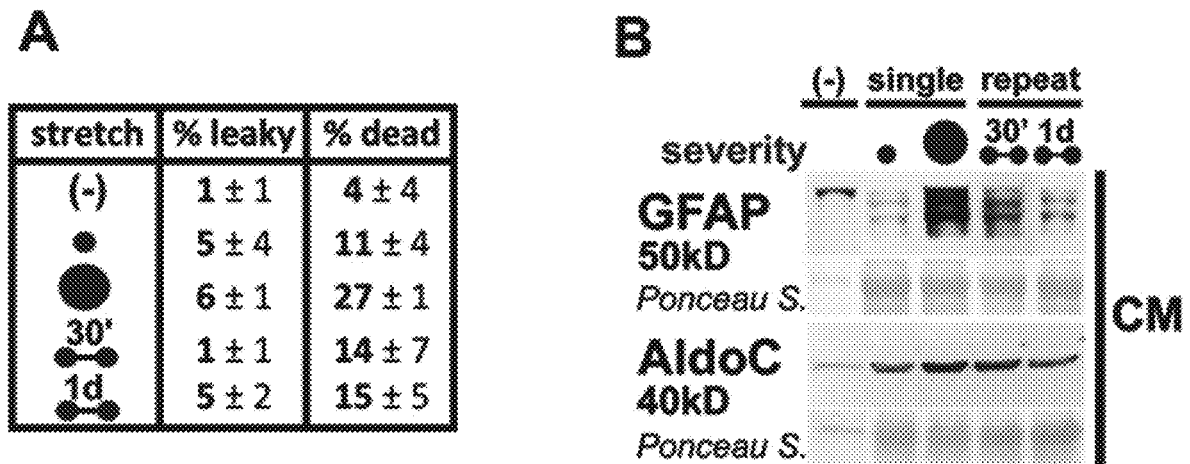 A
stretch % leaky % dead
(-) 1 ± 1 4 ± 4
5 ± 4 11 ± 4
6 ± 1 27 ± 1
30' 1 ± 1 14 ± 7
1d 5 ± 2 15 ± 5
B
(-) single repeat
severity 30' 1d
GFAP
50kD
Ponceau S.
AldoC
40kD
Ponceau S.
CM